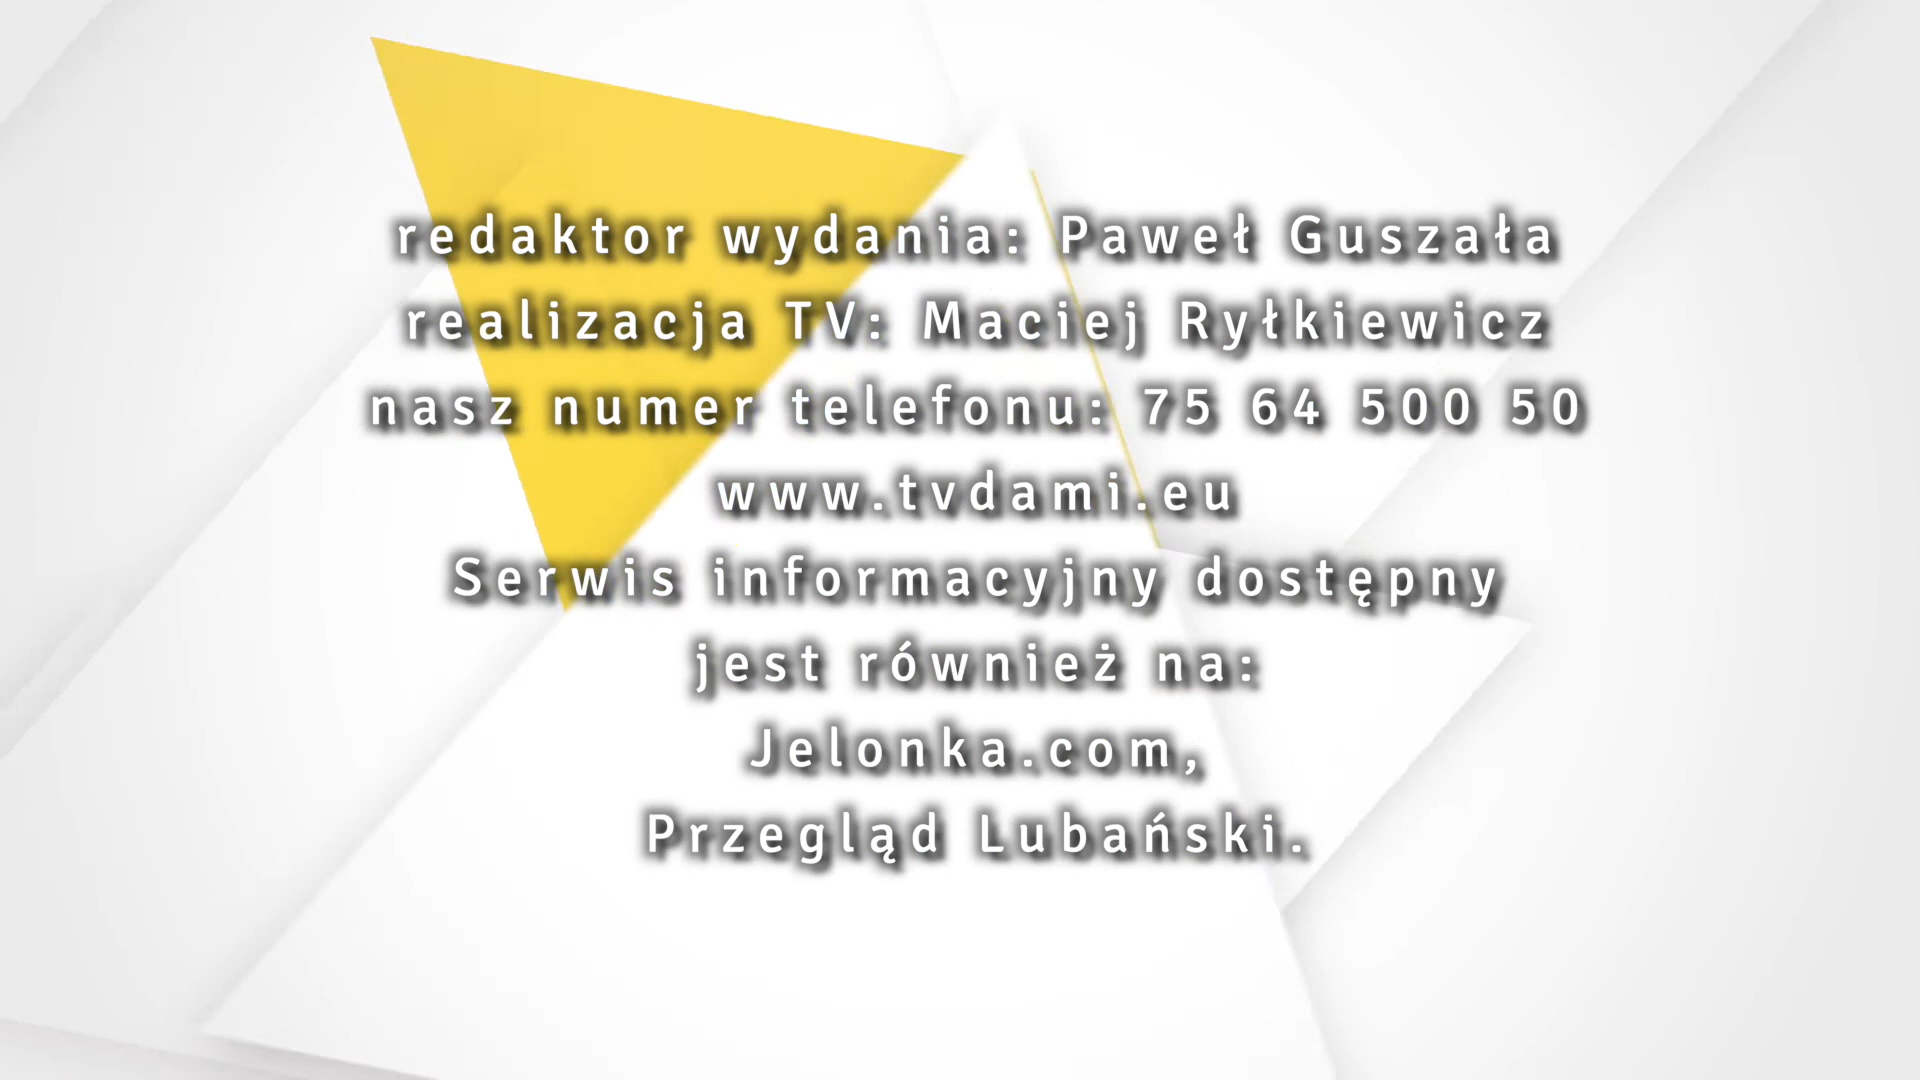 redaktor wydania: Paweł Guszała
realizacja TV: Maciej Ryłkiewicz
nasz numer telefonu: 75 64 500 50
www.tvdami.eu
Serwis informacyjny dostępny
jest również na:
Jelonka.com,
Przegląd Lubański.